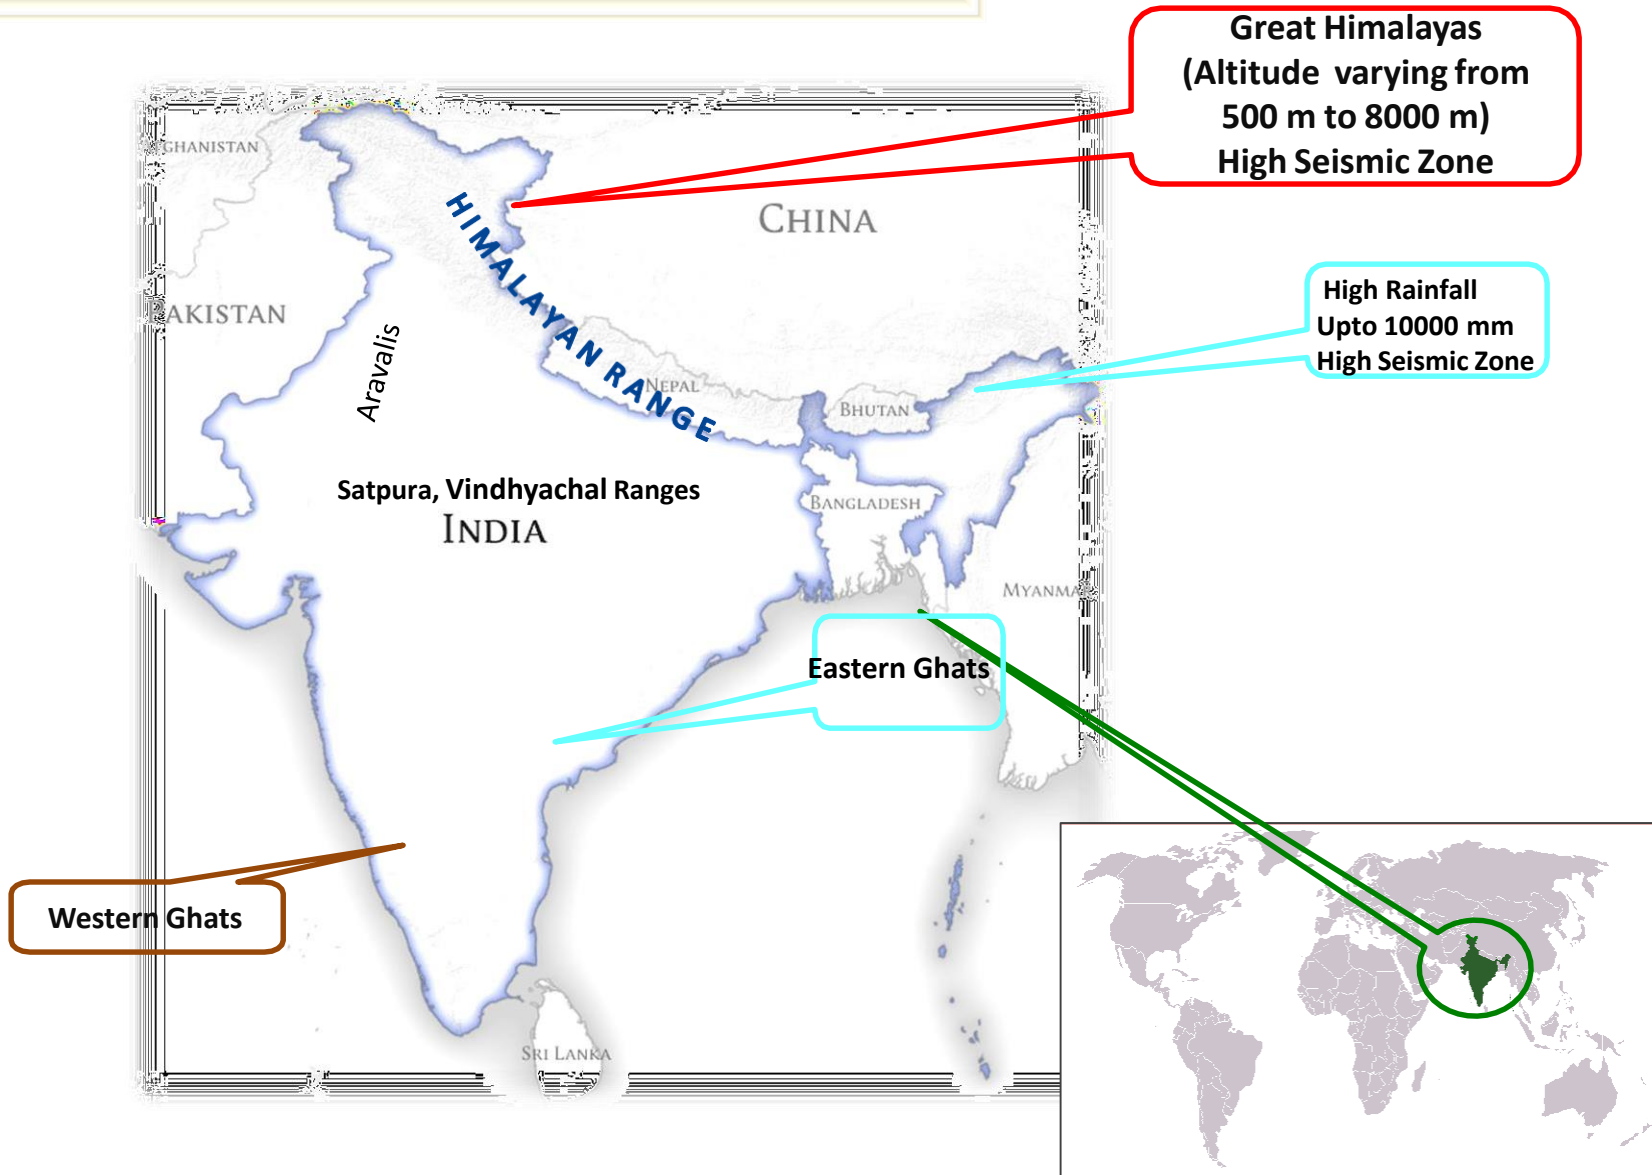 Great Himalayas
(Altitude varying from
500 m to 8000 m)
High Seismic Zone
GHANISTAN
CHINA
HIMALAYAN RANGE
High Rainfall
Upto 10000 mm
High Seismic Zone
AKISTAN
Aravalis
NEPAL
BHUTAN
Satpura, Vindhyachal Ranges
INDIA
BANGLADESH
MYANMA
Eastern Ghats
Western Ghats
SRI LANKA